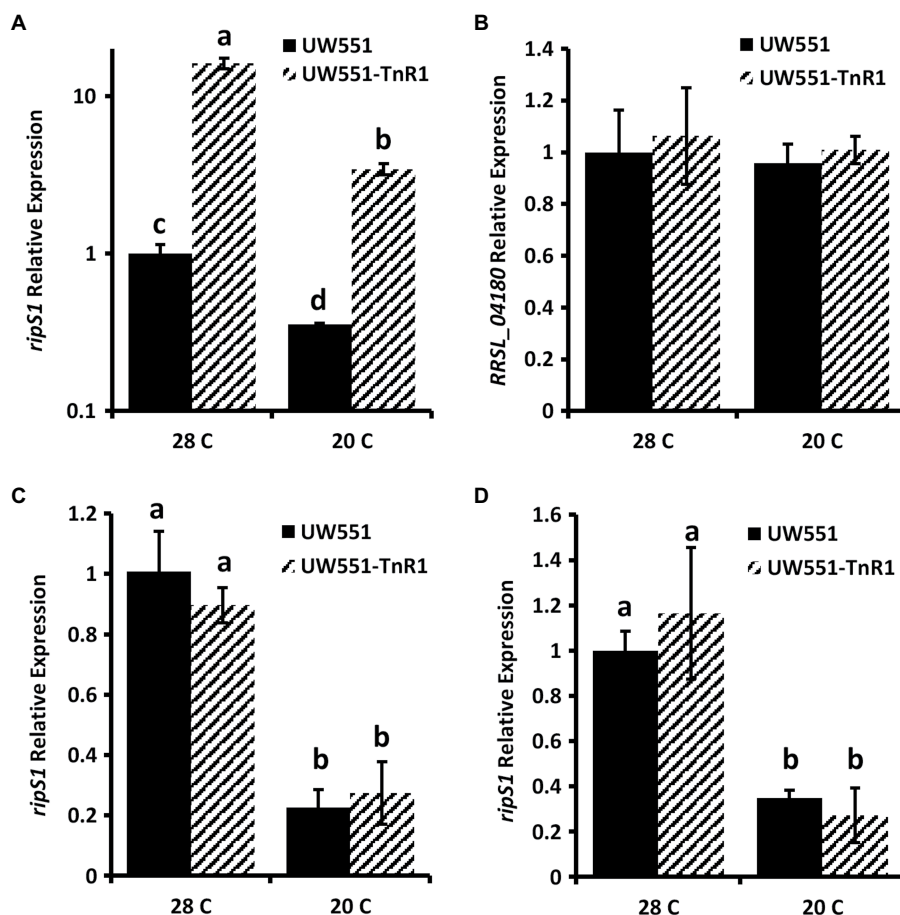 A
ripS1 Relative Expression
10
1
0.1
a
b
c
d
UW551
UW551-TnR1
28 C
20 C
B
RRSL_04180 Relative Expression
1.4
1.2
1
0.8
0.6
0.4
0.2
0
UW551
UW551-TnR1
28 C
20 C
C
ripS1 Relative Expression
1.2
1
0.8
0.6
0.4
0.2
0
a
a
b
b
UW551
UW551-TnR1
28 C
20 C
D
ripS1 Relative Expression
1.6
1.4
1.2
1
0.8
0.6
0.4
0.2
0
a
a
b
b
UW551
UW551-TnR1
28 C
20 C